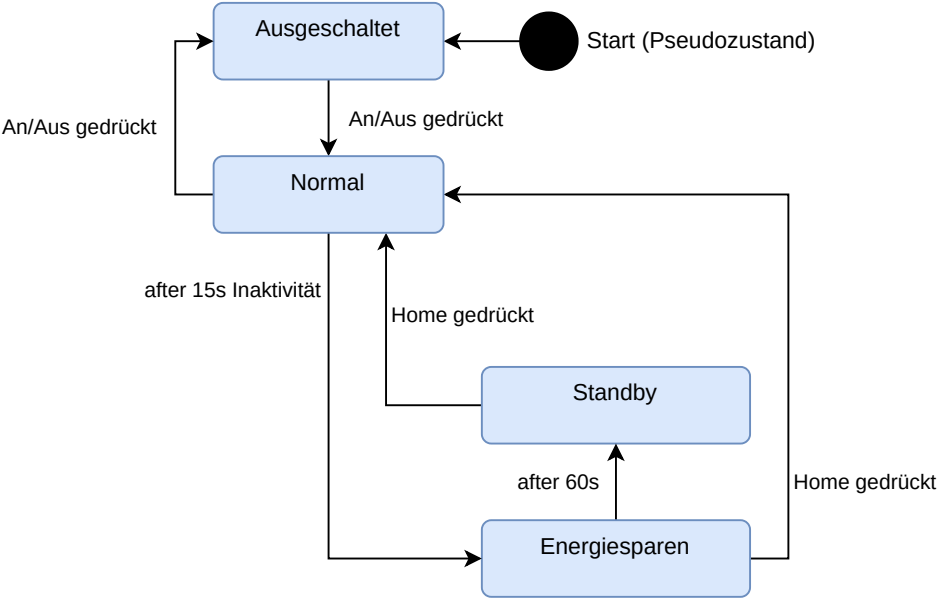 Ausgeschaltet
Start (Pseudozustand)
An/Aus gedrückt
An/Aus gedrückt
Normal
after 15s Inaktivität
Home gedrückt
Standby
after 60s
Home gedrückt
Energiesparen